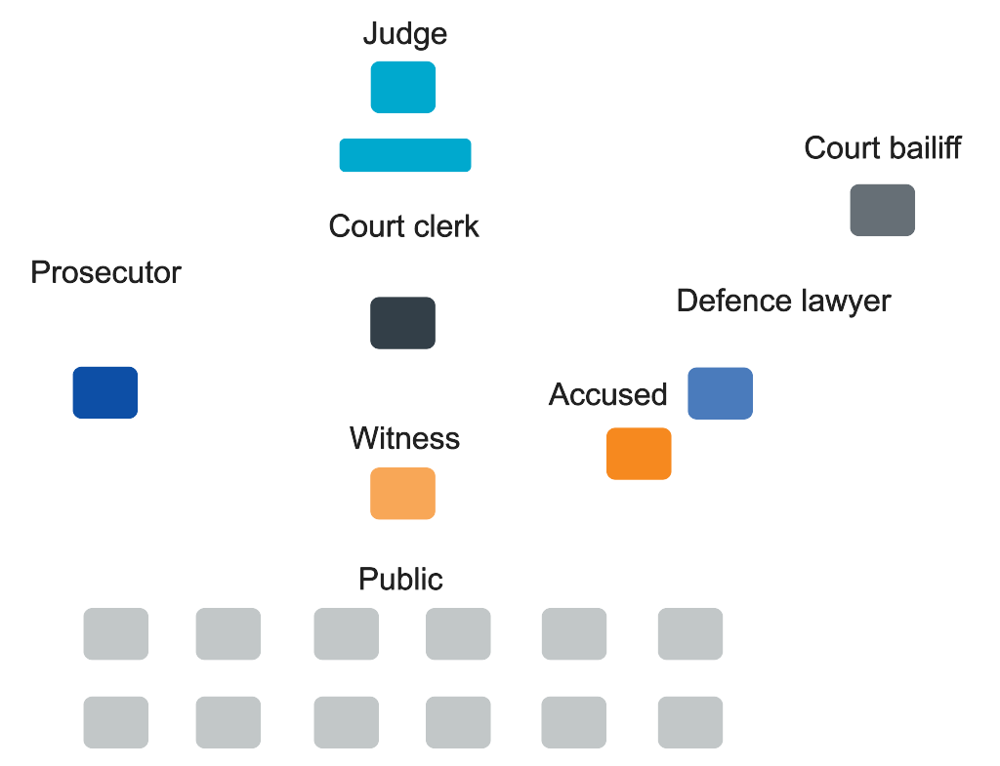 Judge
Court bailiff
Court clerk
Prosecutor
Defence lawyer
Accused
Witness
Public